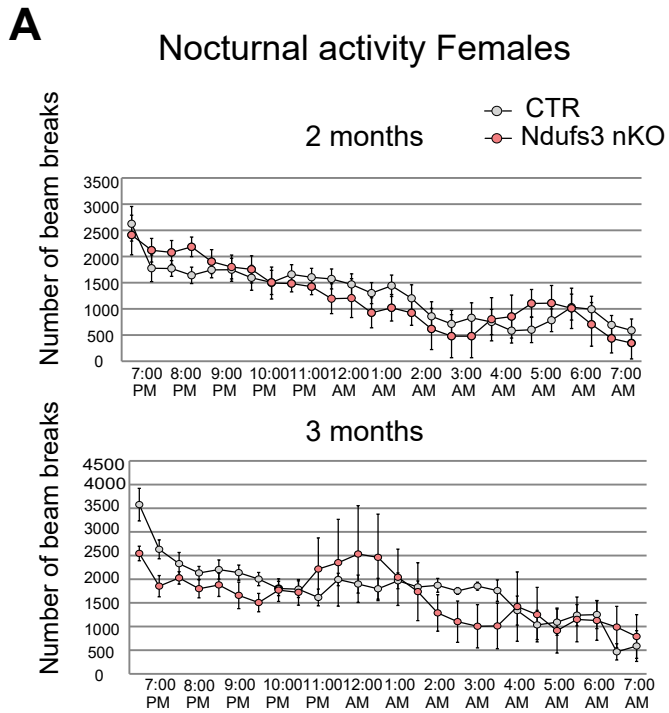 A
Nocturnal activity Females
CTR
Ndufs3 nKO
2 months
Number of beam breaks
3500
3000
2500
2000
1500
1000
500
0
7:00 8:00 9:00 10:00 11:00 12:00 1:00 2:00 3:00 4:00 5:00 6:00 7:00
PM PM PM PM PM AM AM AM AM AM AM AM AM
3 months
Number of beam breaks
4500
4000
3500
3000
2500
2000
1500
1000
500
0
7:00 8:00 9:00 10:00 11:00 12:00 1:00 2:00 3:00 4:00 5:00 6:00 7:00
PM PM PM PM PM AM AM AM AM AM AM AM AM